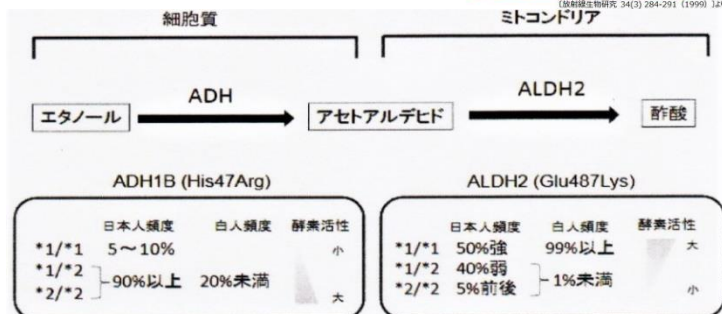 〔放射線生物研究 34(3) 284-291 (1999)〕より
細胞質 ミトコンドリア
エタノール ADH アセトアルデヒド ALDH2 酢酸
ADH1B (His47Arg) ALDH2 (Glu487Lys)
日本人頻度 白人頻度 酵素活性 日本人頻度 白人頻度 酵素活性
*1/*1 5～10% 小 *1/*1 50%強 99%以上 大
*1/*2 90%以上 20%未満 *1/*2 40%弱 1%未満
*2/*2 大 *2/*2 5%前後 小